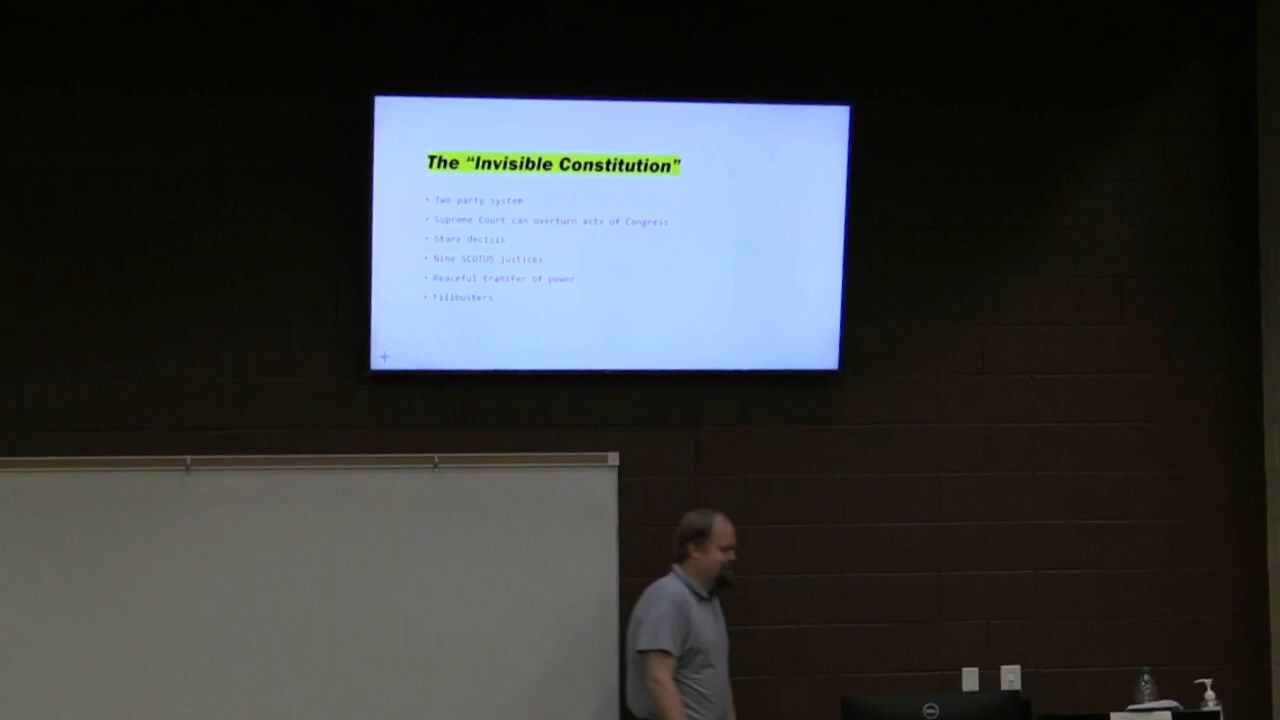 The “Invisible Constitution”
• Two-party system
• Supreme Court can overturn acts of Congress
• Stare decisis
• Nine SCOTUS justices
• Peaceful transfer of power
• Filibusters
DELL